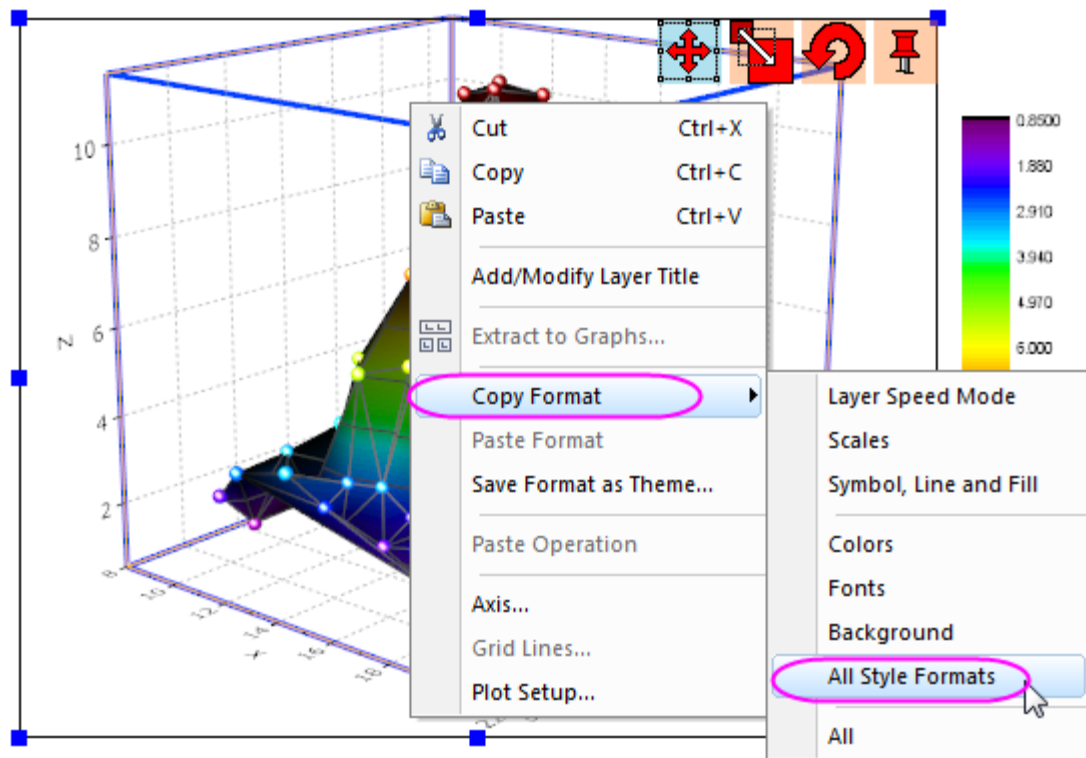 10
8
6
4
2
Z
8
10
12
14
16
18
X
Cut Ctrl+X
Copy Ctrl+C
Paste Ctrl+V
Add/Modify Layer Title
Extract to Graphs...
Copy Format
Paste Format
Save Format as Theme...
Paste Operation
Axis...
Grid Lines...
Plot Setup...
0.8500
1.880
2.910
3.940
4.970
6.000
Layer Speed Mode
Scales
Symbol, Line and Fill
Colors
Fonts
Background
All Style Formats
All